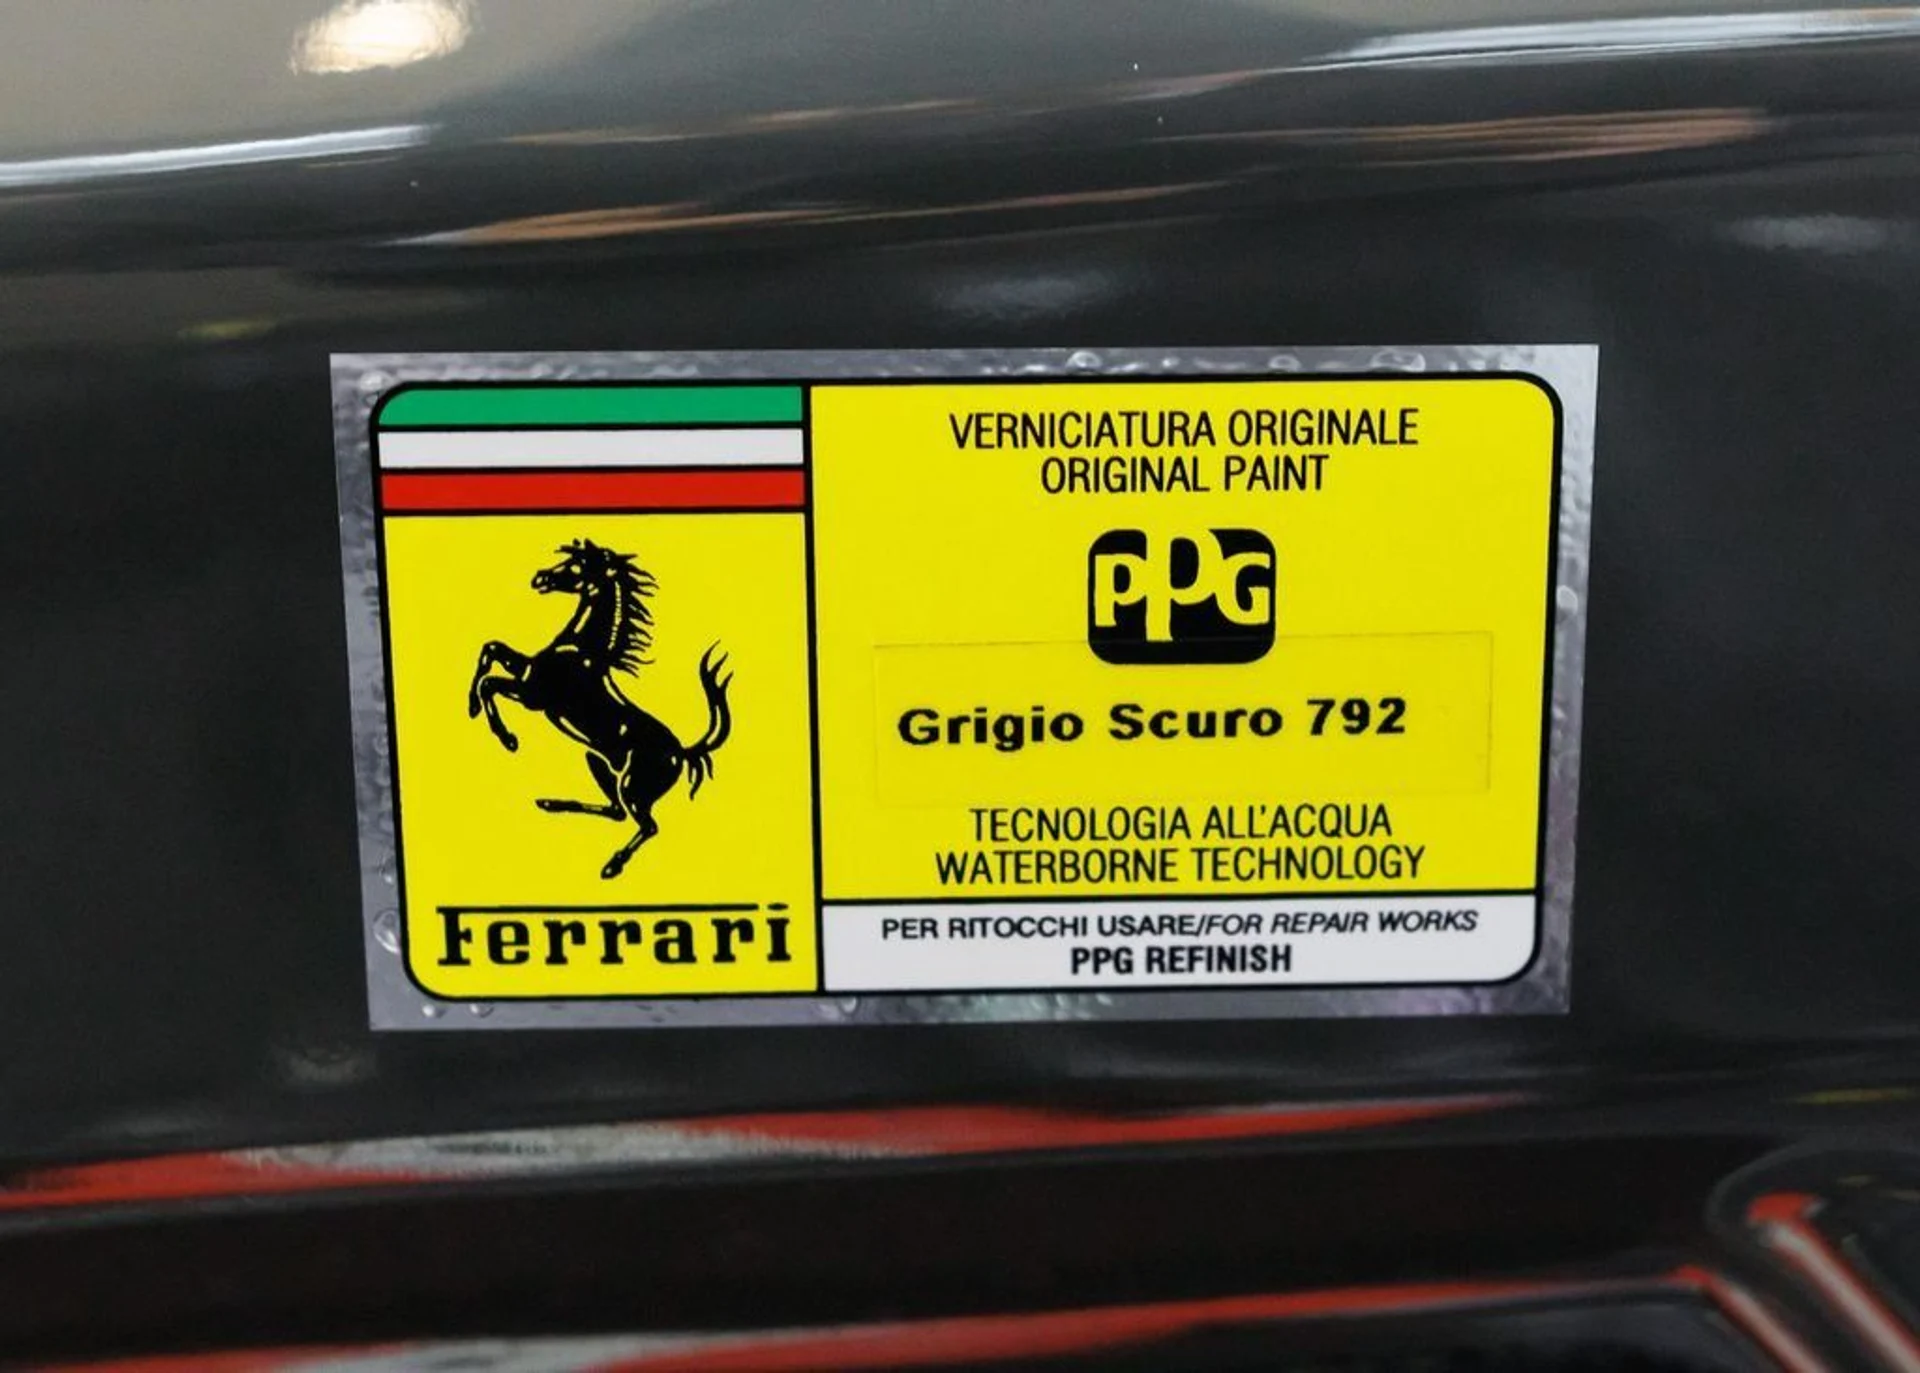 Ferrari
VERNICIATURA ORIGINALE
ORIGINAL PAINT
PPG
Grigio Scuro 792
TECNOLOGIA ALL'ACQUA
WATERBORNE TECHNOLOGY
PER RITOCCHI USARE/FOR REPAIR WORKS
PPG REFINISH